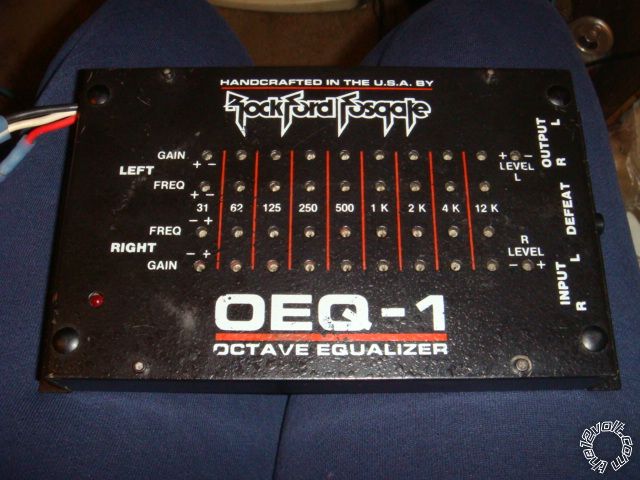 HANDCRAFTED IN THE U.S.A. BY
Rockford Fosgate
GAIN + -
LEFT
FREQ + -
31 62 125 250 500 1 K 2 K 4 K 12 K
- +
FREQ
RIGHT
- +
GAIN
+ -
LEVEL
L
R
LEVEL
- +
OUTPUT
R L
DEFEAT
INPUT
R L
OEQ-1
OCTAVE EQUALIZER
the12volt.com